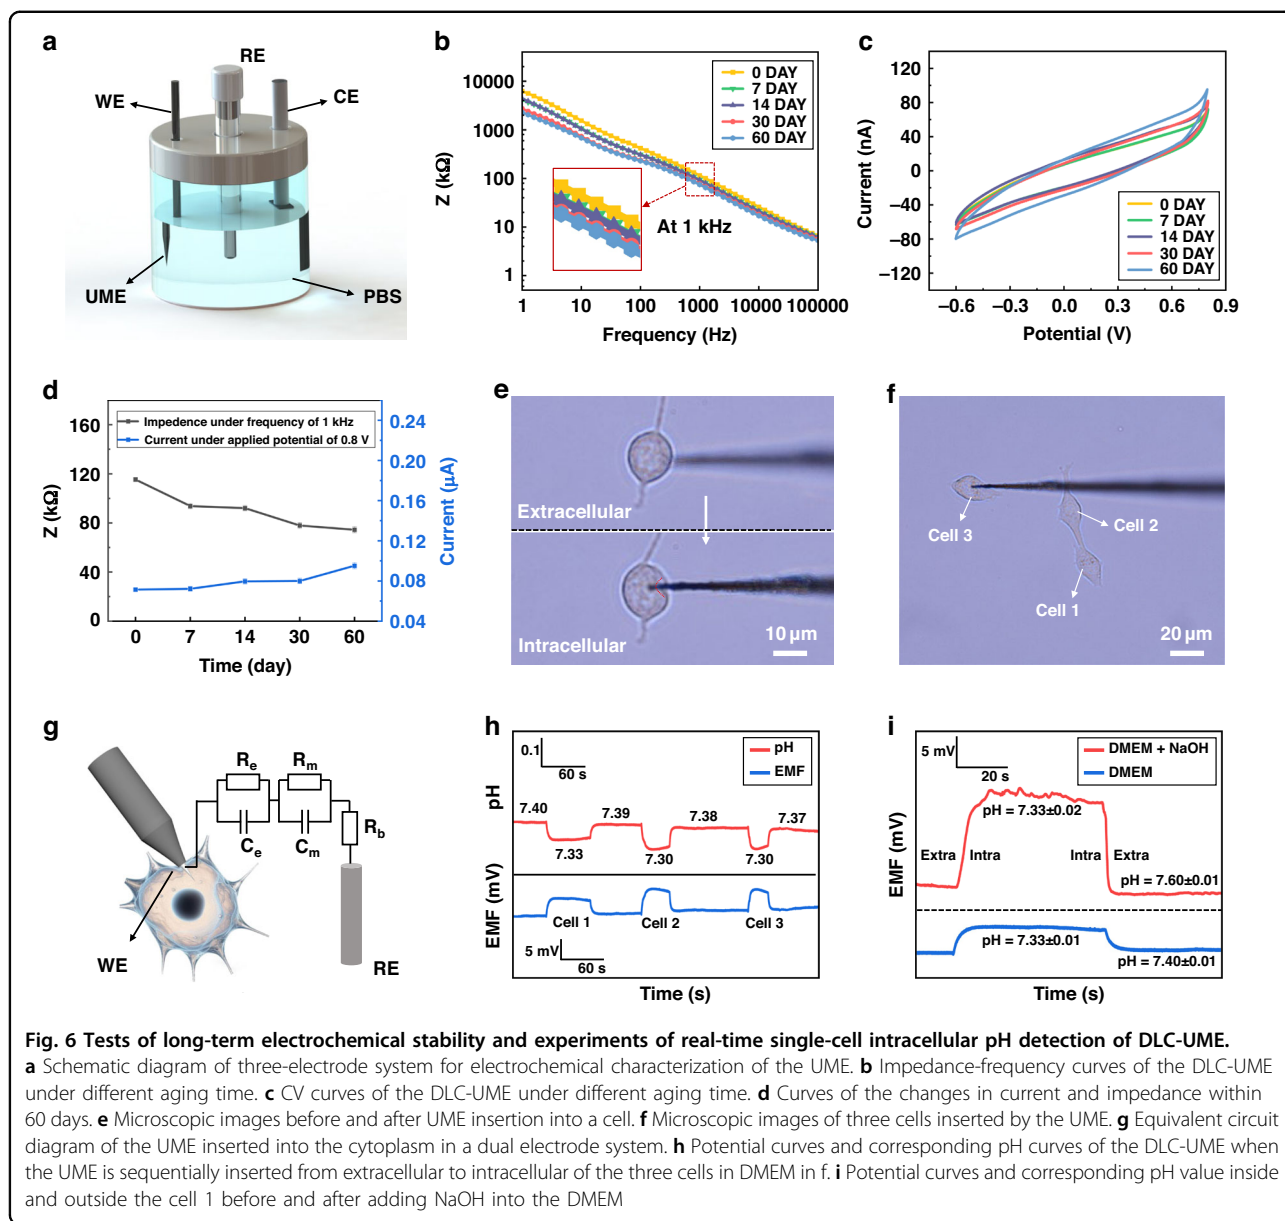 a
RE
WE
CE
UME
PBS
b
10000
1000
100
10
1
Z (kΩ)
0 DAY
7 DAY
14 DAY
30 DAY
60 DAY
At 1 kHz
1
10
100
1000
10000
100000
Frequency (Hz)
c
120
80
40
0
−40
−80
−120
Current (nA)
0 DAY
7 DAY
14 DAY
30 DAY
60 DAY
−0.6
−0.3
0.0
0.3
0.6
0.9
Potential (V)
d
Impedence under frequency of 1 kHz
Current under applied potential of 0.8 V
160
120
80
40
0
Z (kΩ)
0.24
0.20
0.16
0.12
0.08
0.04
Current (μA)
0
7
14
30
60
Time (day)
e
Extracellular
Intracellular
10 μm
f
Cell 3
Cell 2
Cell 1
20 μm
g
Re
Rm
Ce
Cm
Rb
WE
RE
h
0.1
60 s
pH
EMF
pH
7.40
7.39
7.38
7.37
7.33
7.30
7.30
EMF (mV)
Cell 1
Cell 2
Cell 3
5 mV
60 s
Time (s)
i
5 mV
20 s
DMEM + NaOH
DMEM
pH = 7.33±0.02
EMF (mV)
Extra
Intra
Intra
Extra
pH = 7.60±0.01
pH = 7.33±0.01
pH = 7.40±0.01
Time (s)
Fig. 6 Tests of long-term electrochemical stability and experiments of real-time single-cell intracellular pH detection of DLC-UME.
a Schematic diagram of three-electrode system for electrochemical characterization of the UME. b Impedance-frequency curves of the DLC-UME
under different aging time. c CV curves of the DLC-UME under different aging time. d Curves of the changes in current and impedance within
60 days. e Microscopic images before and after UME insertion into a cell. f Microscopic images of three cells inserted by the UME. g Equivalent circuit
diagram of the UME inserted into the cytoplasm in a dual electrode system. h Potential curves and corresponding pH curves of the DLC-UME when
the UME is sequentially inserted from extracellular to intracellular of the three cells in DMEM in f. i Potential curves and corresponding pH value inside
and outside the cell 1 before and after adding NaOH into the DMEM